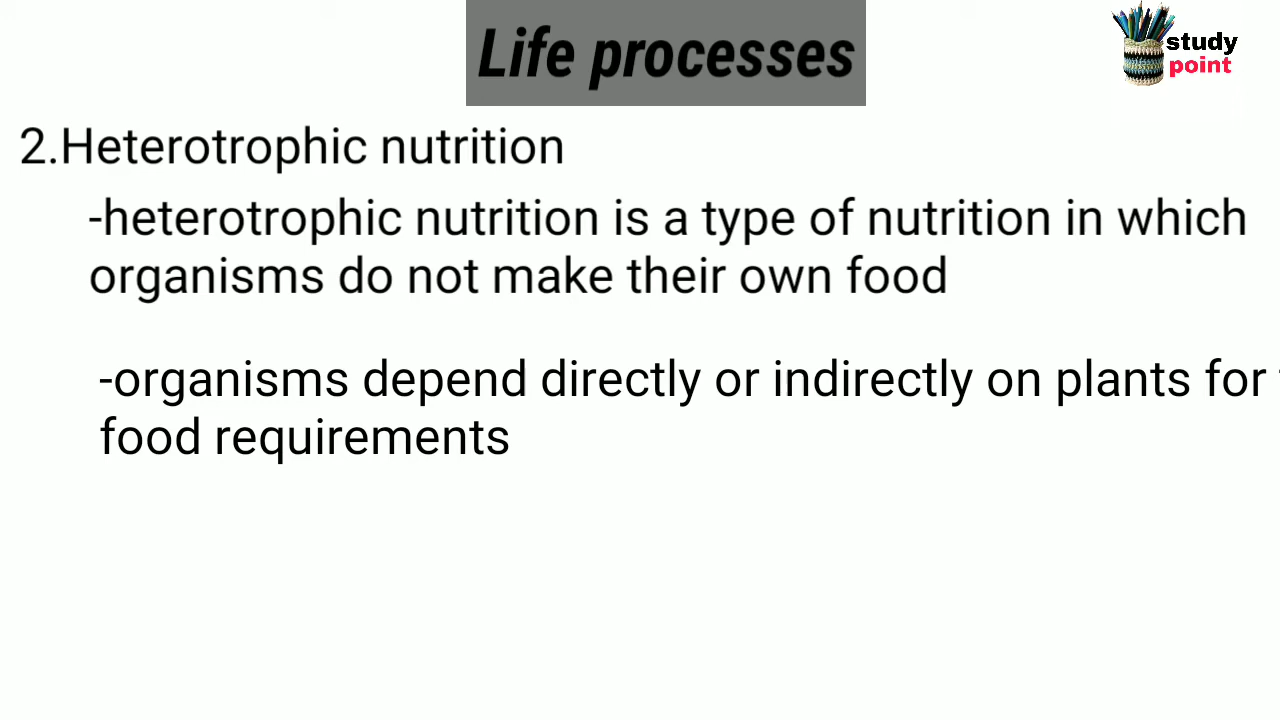 Life processes
study
point
2.Heterotrophic nutrition
-heterotrophic nutrition is a type of nutrition in which
organisms do not make their own food
-organisms depend directly or indirectly on plants for
food requirements